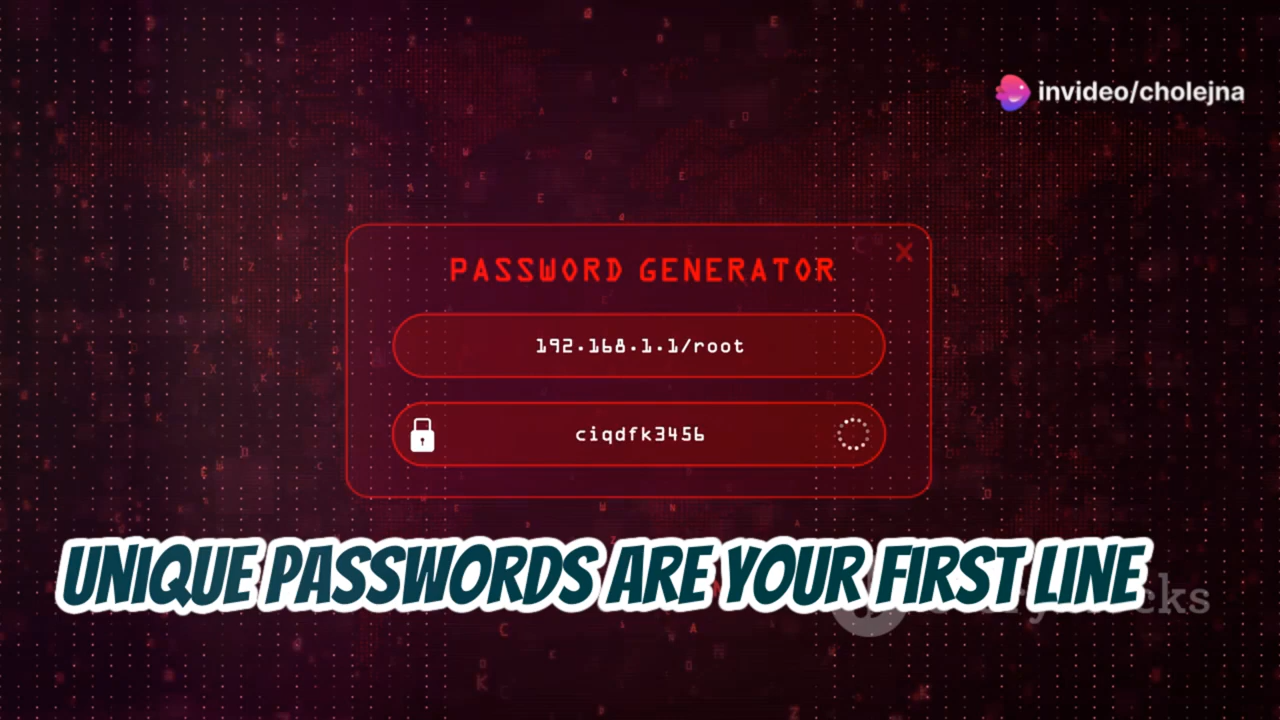 invideo/cholejna
PASSWORD GENERATOR
192.168.1.1/root
ciqdfk3456
UNIQUE PASSWORDS ARE YOUR FIRST LINE